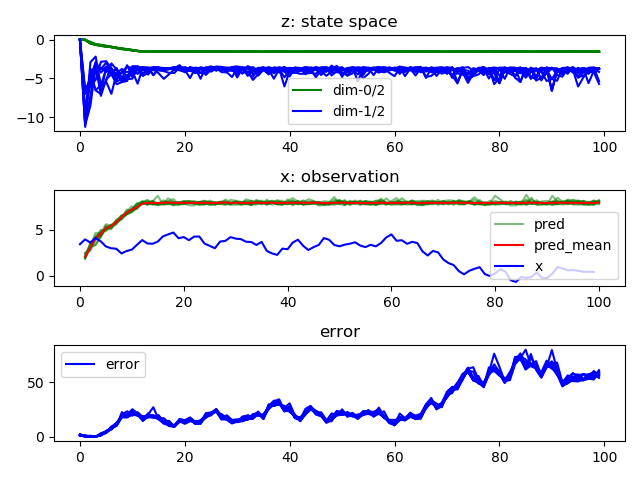 z: state space
0
−5
−10
dim-0/2
dim-1/2
0 20 40 60 80 100
x: observation
5
0
pred
pred_mean
x
0 20 40 60 80 100
error
50
0
error
0 20 40 60 80 100